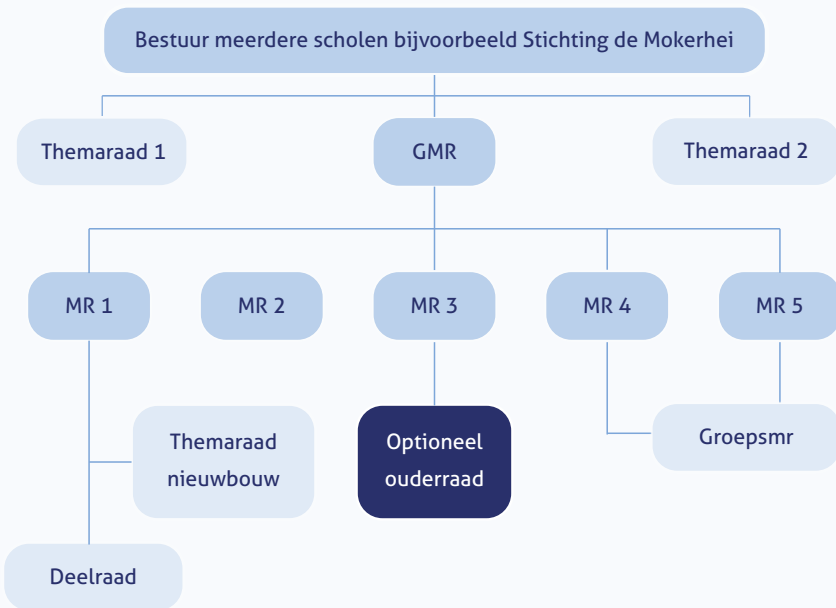 Bestuur meerdere scholen bijvoorbeeld Stichting de Mokerhei
Themaraad 1
GMR
Themaraad 2
MR 1
MR 2
MR 3
MR 4
MR 5
Themaraad
nieuwbouw
Optioneel
ouderraad
Groepsmr
Deelraad